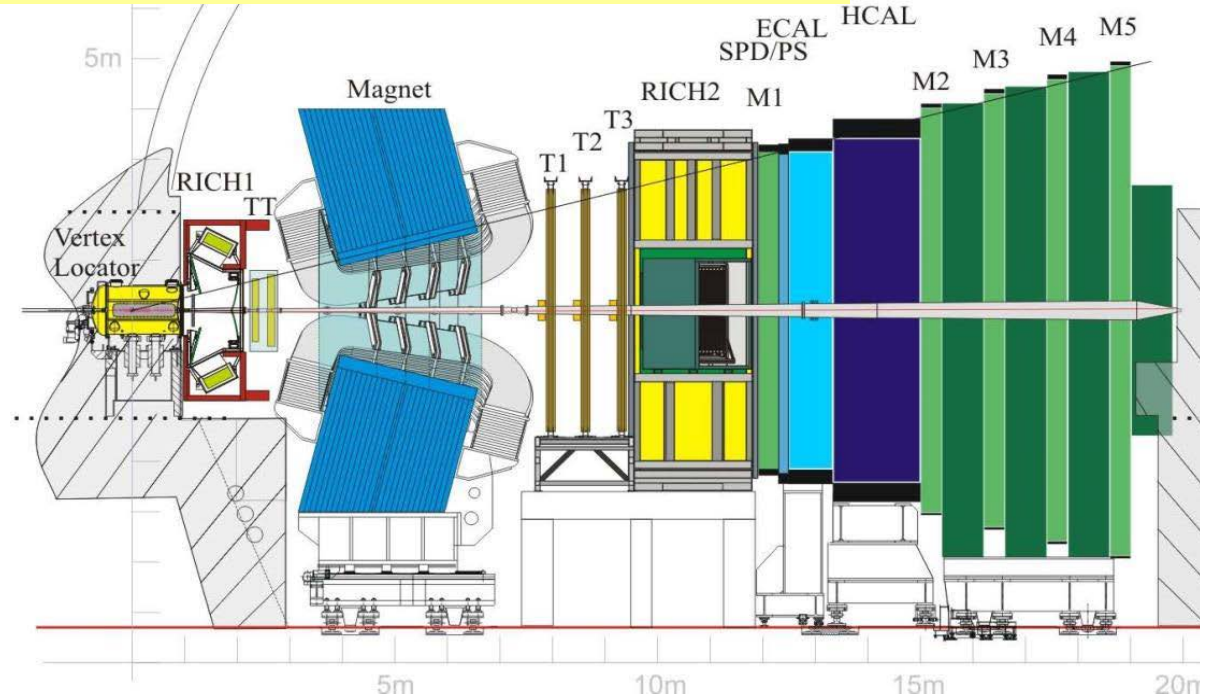 HCAL
M5
ECAL
M4
SPD/PS
M3
5m
M2
Magnet
RICH2
M1
T3
T2
T1
RICH1
TT
Vertex
Locator
5m
10m
15m
20m